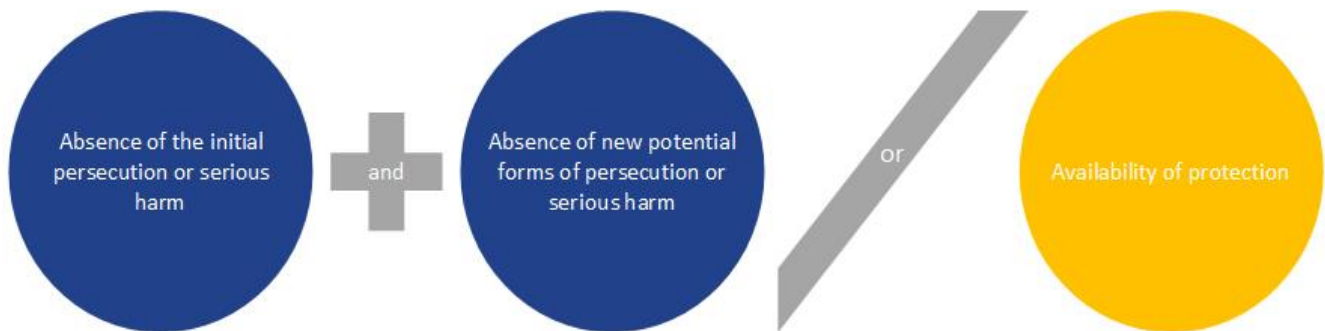 Absence of the initial
persecution or serious
harm
and
Absence of new potential
forms of persecution or
serious harm
or
Availability of protection